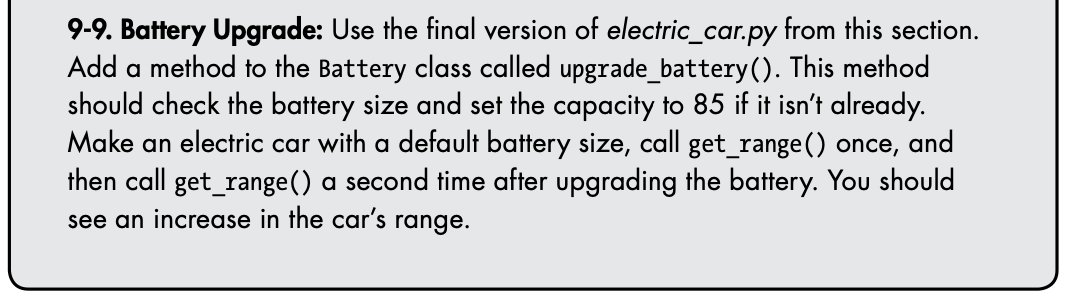 9-9. Battery Upgrade: Use the final version of electric_car.py from this section.
Add a method to the Battery class called upgrade_battery(). This method
should check the battery size and set the capacity to 85 if it isn’t already.
Make an electric car with a default battery size, call get_range() once, and
then call get_range() a second time after upgrading the battery. You should
see an increase in the car’s range.